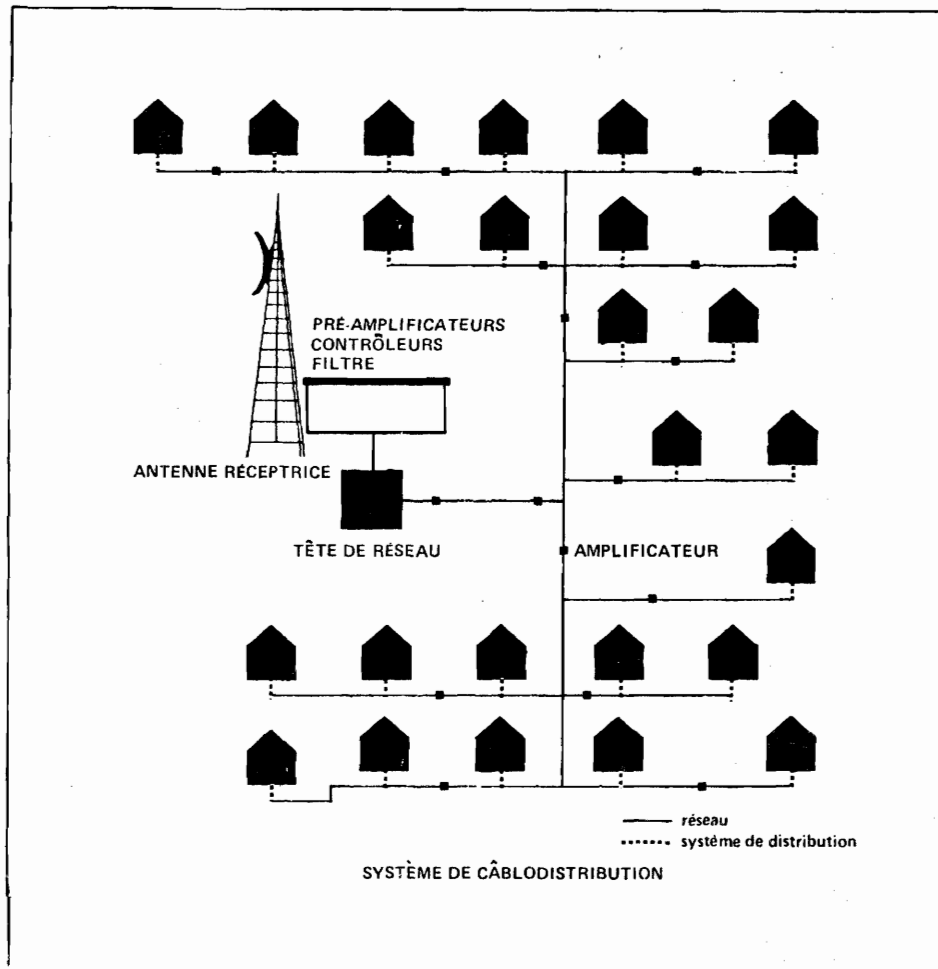 PRÉ-AMPLIFICATEURS
CONTRÔLEURS
FILTRE
ANTENNE RÉCEPTRICE
TÊTE DE RÉSEAU
AMPLIFICATEUR
réseau
système de distribution
SYSTÈME DE CÂBLODISTRIBUTION